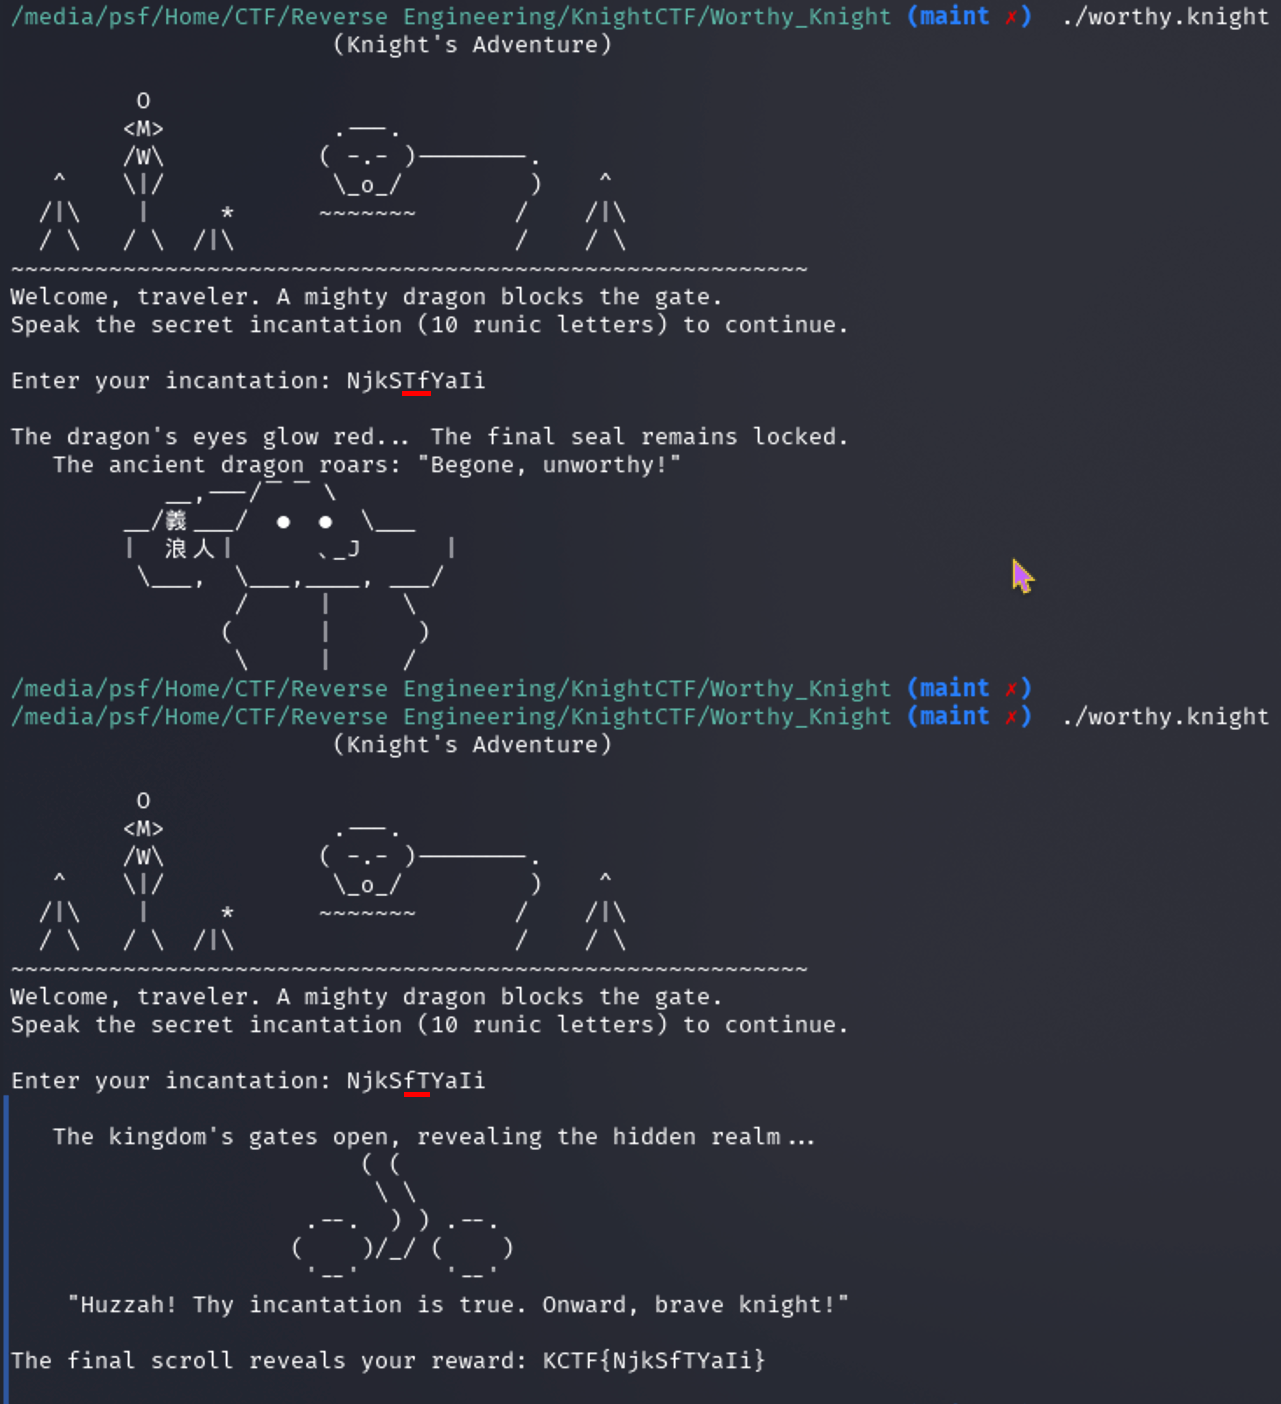 /media/psf/Home/CTF/Reverse Engineering/KnightCTF/Worthy_Knight (maint ✗) ./worthy.knight
(Knight's Adventure)
O
<M>
/W\
Welcome, traveler. A mighty dragon blocks the gate.
Speak the secret incantation (10 runic letters) to continue.
Enter your incantation: NjkSTfYaIi
The dragon's eyes glow red... The final seal remains locked.
The ancient dragon roars: "Begone, unworthy!"
義
浪人
/media/psf/Home/CTF/Reverse Engineering/KnightCTF/Worthy_Knight (maint ✗)
/media/psf/Home/CTF/Reverse Engineering/KnightCTF/Worthy_Knight (maint ✗) ./worthy.knight
(Knight's Adventure)
O
<M>
/W\
Welcome, traveler. A mighty dragon blocks the gate.
Speak the secret incantation (10 runic letters) to continue.
Enter your incantation: NjkSfTYaIi
The kingdom's gates open, revealing the hidden realm...
"Huzzah! Thy incantation is true. Onward, brave knight!"
The final scroll reveals your reward: KCTF{NjkSfTYaIi}